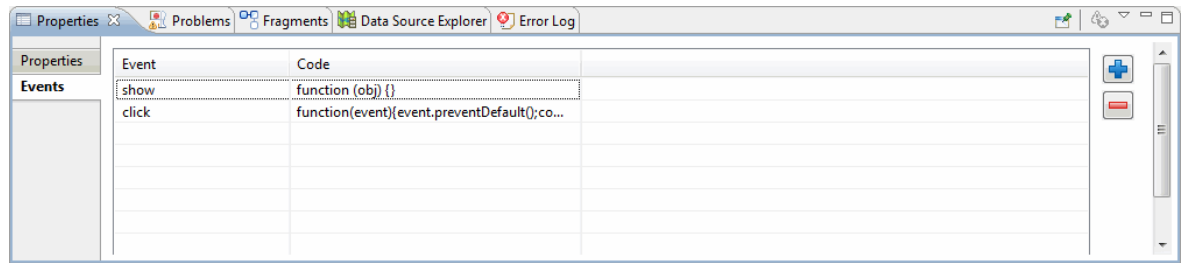 Properties Problems Fragments Data Source Explorer Error Log
Properties
Events
Event Code
show function (obj) {}
click function(event){event.preventDefault();co...